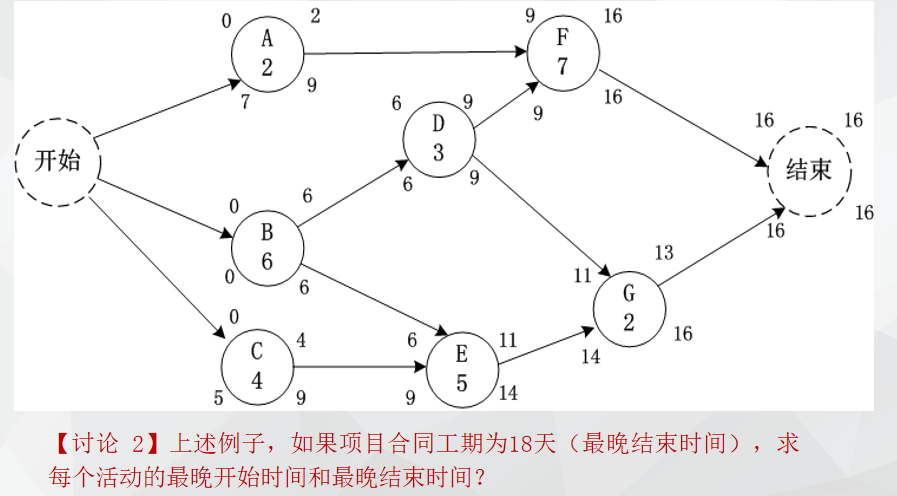 0 2 9 16
A F
2 7
7 9 9 16
6 9
D
3
6 9
开始
16 16
结束
16 16
0 6
B
6
0 6
11 13
G
2
14 16
0 4
C
4
5 9
6 11
E
5
9 14
【讨论 2】上述例子，如果项目合同工期为18天（最晚结束时间），求
每个活动的最晚开始时间和最晚结束时间？